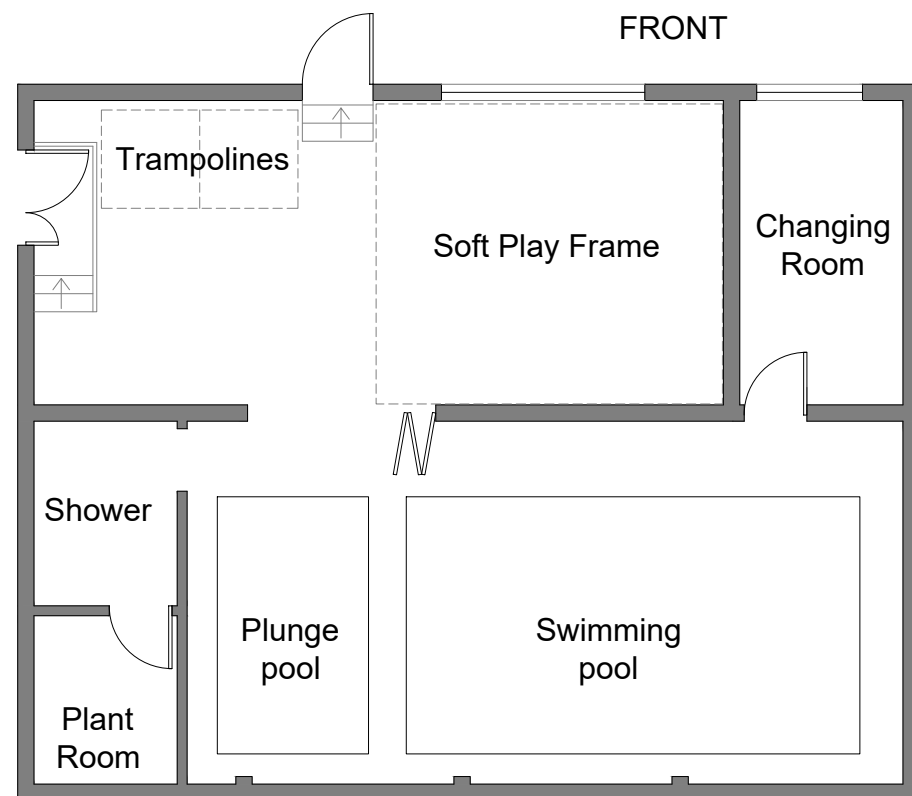 FRONT
Trampolines
Soft Play Frame
Changing
Room
Shower
Plunge
pool
Swimming
pool
Plant
Room